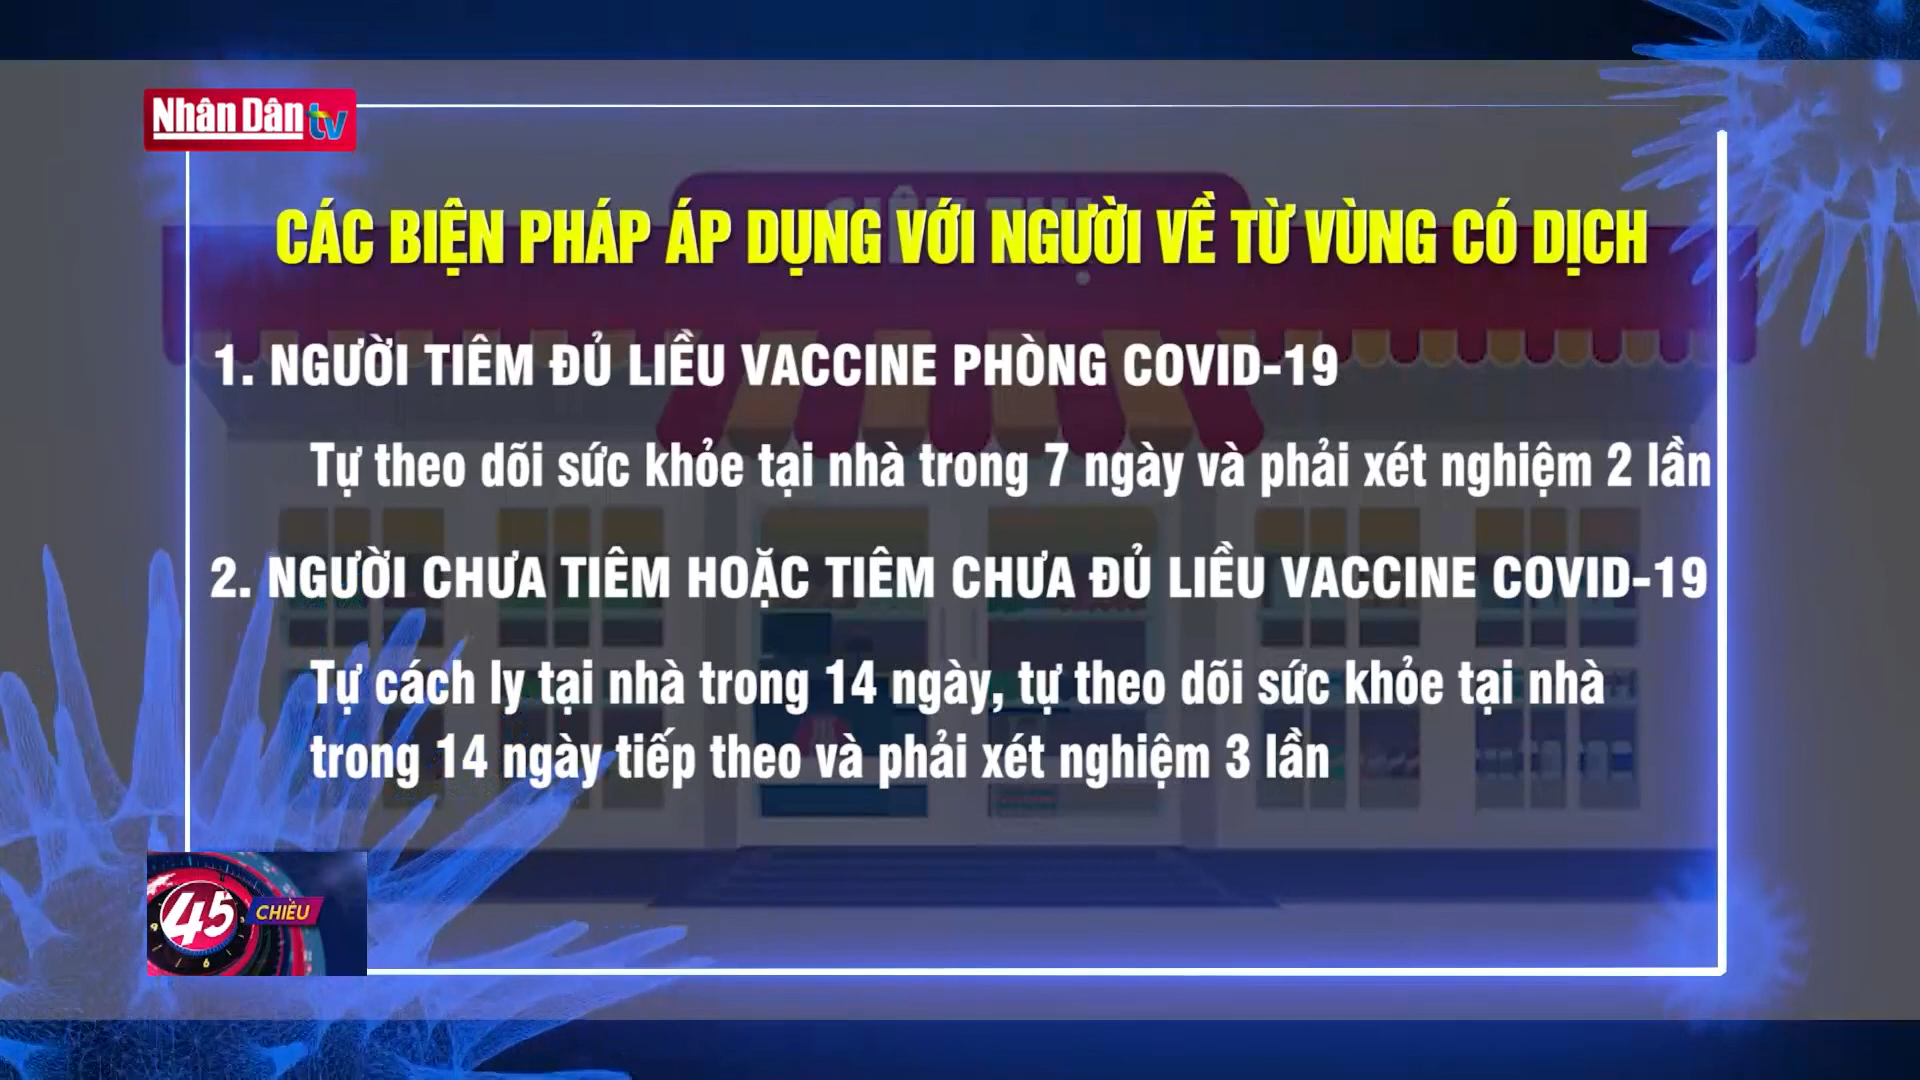 Nhân Dân tv
CÁC BIỆN PHÁP ÁP DỤNG VỚI NGƯỜI VỀ TỪ VÙNG CÓ DỊCH
1. NGƯỜI TIÊM ĐỦ LIỀU VACCINE PHÒNG COVID-19
Tự theo dõi sức khỏe tại nhà trong 7 ngày và phải xét nghiệm 2 lần
2. NGƯỜI CHƯA TIÊM HOẶC TIÊM CHƯA ĐỦ LIỀU VACCINE COVID-19
Tự cách ly tại nhà trong 14 ngày, tự theo dõi sức khỏe tại nhà
trong 14 ngày tiếp theo và phải xét nghiệm 3 lần
45 CHIỀU
9 3
6